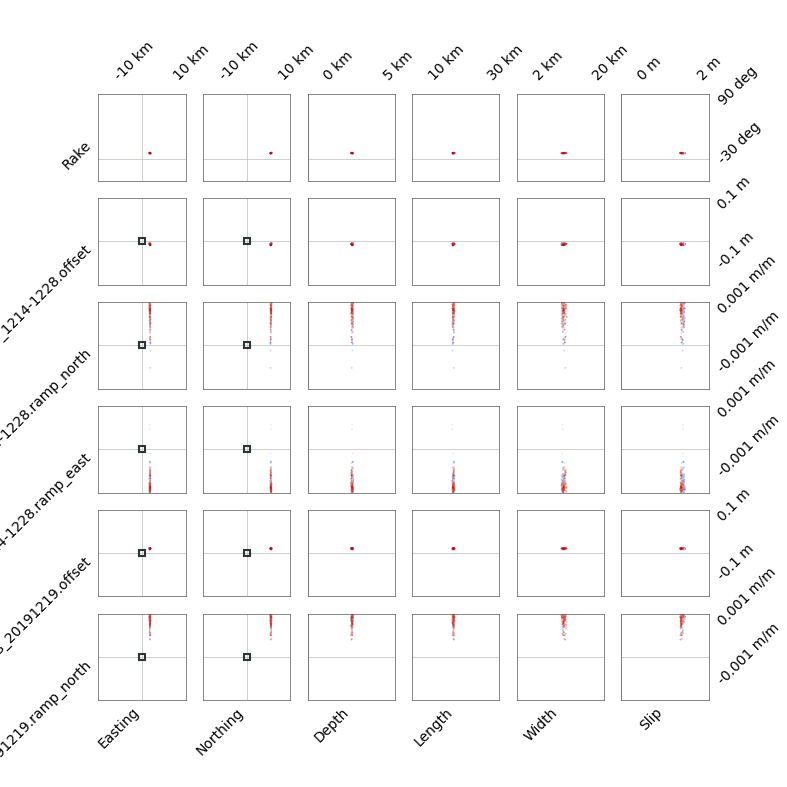 -10 km
10 km
-10 km
10 km
0 km
5 km
10 km
30 km
2 km
20 km
0 m
2 m
90 deg
-30 deg
Rake
0.1 m
-0.1 m
_1214-1228.offset
0.001 m/m
-0.001 m/m
-1228.ramp_north
0.001 m/m
-0.001 m/m
4-1228.ramp_east
0.1 m
-0.1 m
_20191219.offset
0.001 m/m
-0.001 m/m
91219.ramp_north
Easting
Northing
Depth
Length
Width
Slip